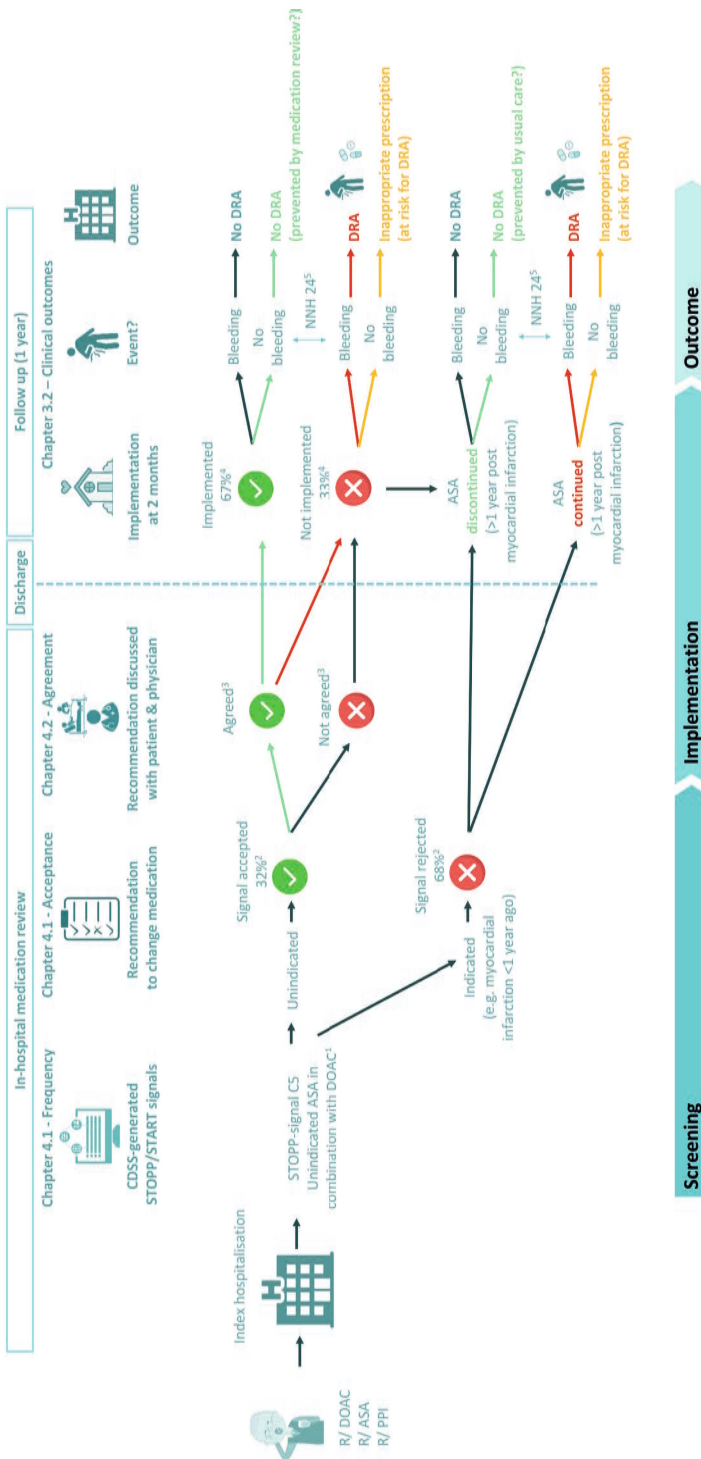 In-hospital medication review
Discharge
Follow up (1 year)
Chapter 4.1 - Frequency
Chapter 4.1 - Acceptance
Chapter 4.2 - Agreement
Chapter 3.2 – Clinical outcomes
CDSS-generated
STOPP/START signals
Recommendation
to change medication
Recommendation discussed
with patient & physician
Implementation
at 2 months
Event?
Outcome
R/ DOAC
R/ ASA
R/ PPI
Index hospitalisation
STOPP-signal C5
Unindicated ASA in
combination with DOAC¹
Unindicated
Signal accepted
32%²
Agreed³
Not agreed³
Implemented
67%⁴
Not implemented
33%⁴
Bleeding
No DRA
No
bleeding
No DRA
(prevented by medication review?)
NNH 24⁵
Bleeding
DRA
No
bleeding
Inappropriate prescription
(at risk for DRA)
Indicated
(e.g. myocardial
infarction <1 year ago)
Signal rejected
68%²
ASA
discontinued
(>1 year post
myocardial infarction)
Bleeding
No DRA
No
bleeding
No DRA
(prevented by usual care?)
NNH 24⁵
ASA
continued
(>1 year post
myocardial infarction)
Bleeding
DRA
No
bleeding
Inappropriate prescription
(at risk for DRA)
Screening
Implementation
Outcome